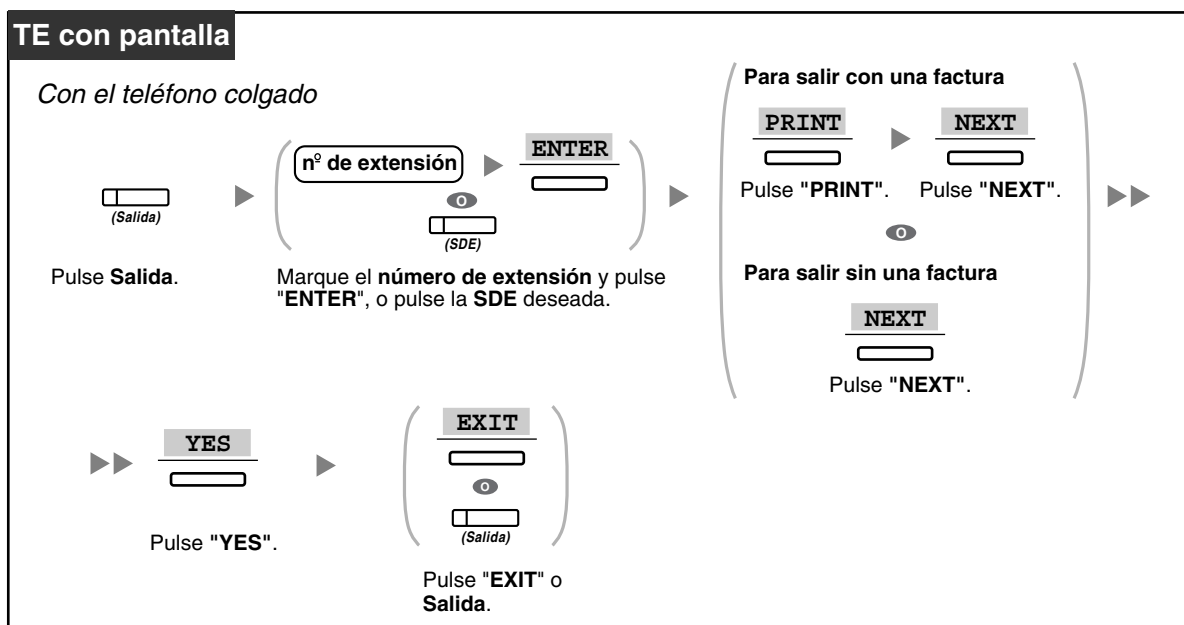 TE con pantalla
Con el teléfono colgado
(Salida)
Pulse Salida.
nº de extensión
ENTER
O
(SDE)
Marque el número de extensión y pulse
"ENTER", o pulse la SDE deseada.
Para salir con una factura
PRINT
NEXT
Pulse "PRINT". Pulse "NEXT".
O
Para salir sin una factura
NEXT
Pulse "NEXT".
YES
Pulse "YES".
EXIT
O
(Salida)
Pulse "EXIT" o
Salida.